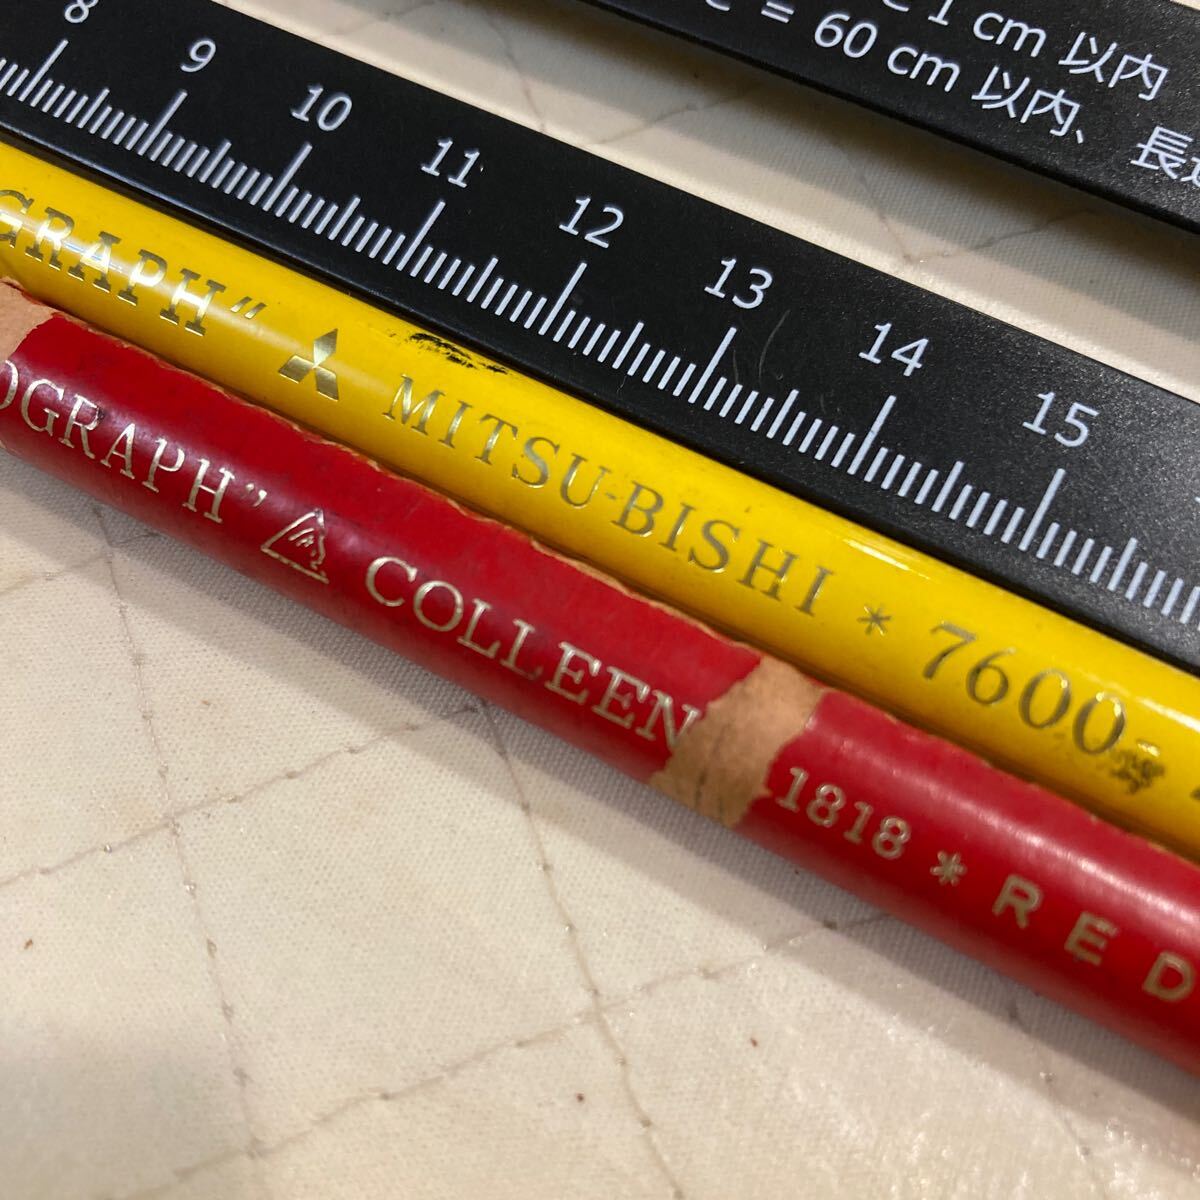 1 cm 以内
= 60 cm 以内、 長
8 9 10 11 12 13 14 15
GRAPH" MITSU-BISHI * 7600
OGRAPH" COLLEEN 1818 * RED